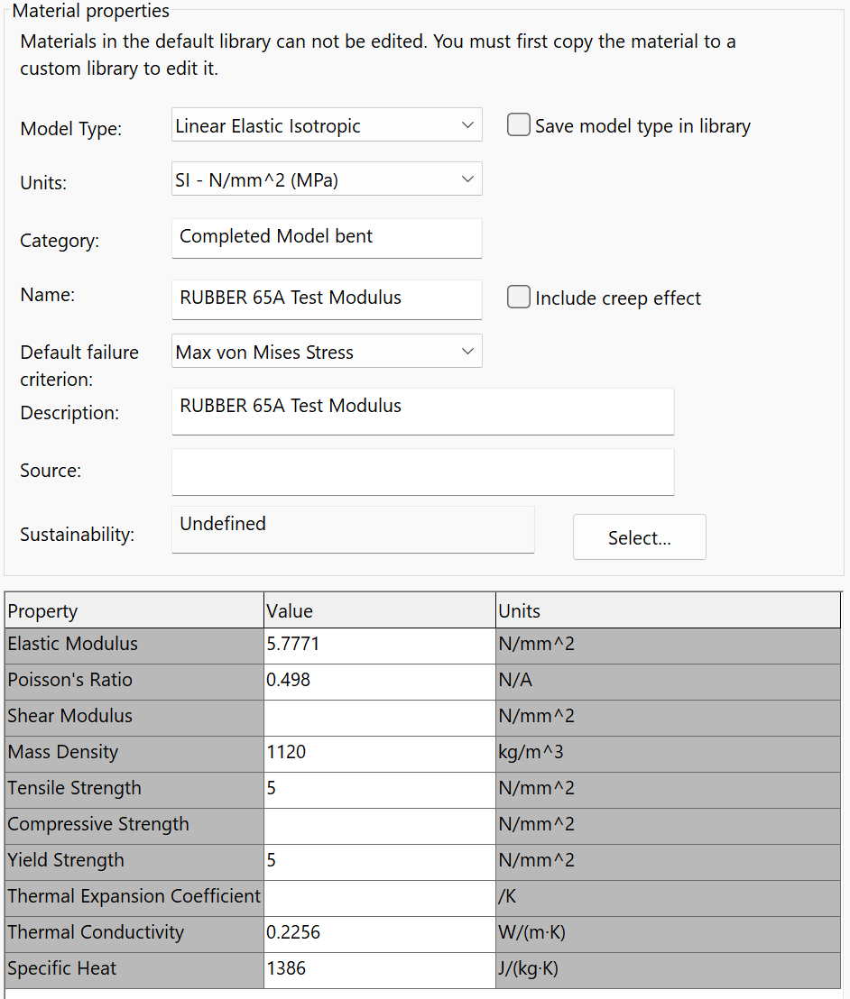 Material properties
Materials in the default library can not be edited. You must first copy the material to a
custom library to edit it.
Model Type: Linear Elastic Isotropic Save model type in library
Units: SI - N/mm^2 (MPa)
Category: Completed Model bent
Name: RUBBER 65A Test Modulus Include creep effect
Default failure Max von Mises Stress
criterion:
Description: RUBBER 65A Test Modulus
Source:
Sustainability: Undefined Select...
Property Value Units
Elastic Modulus 5.7771 N/mm^2
Poisson's Ratio 0.498 N/A
Shear Modulus N/mm^2
Mass Density 1120 kg/m^3
Tensile Strength 5 N/mm^2
Compressive Strength N/mm^2
Yield Strength 5 N/mm^2
Thermal Expansion Coefficient /K
Thermal Conductivity 0.2256 W/(m·K)
Specific Heat 1386 J/(kg·K)